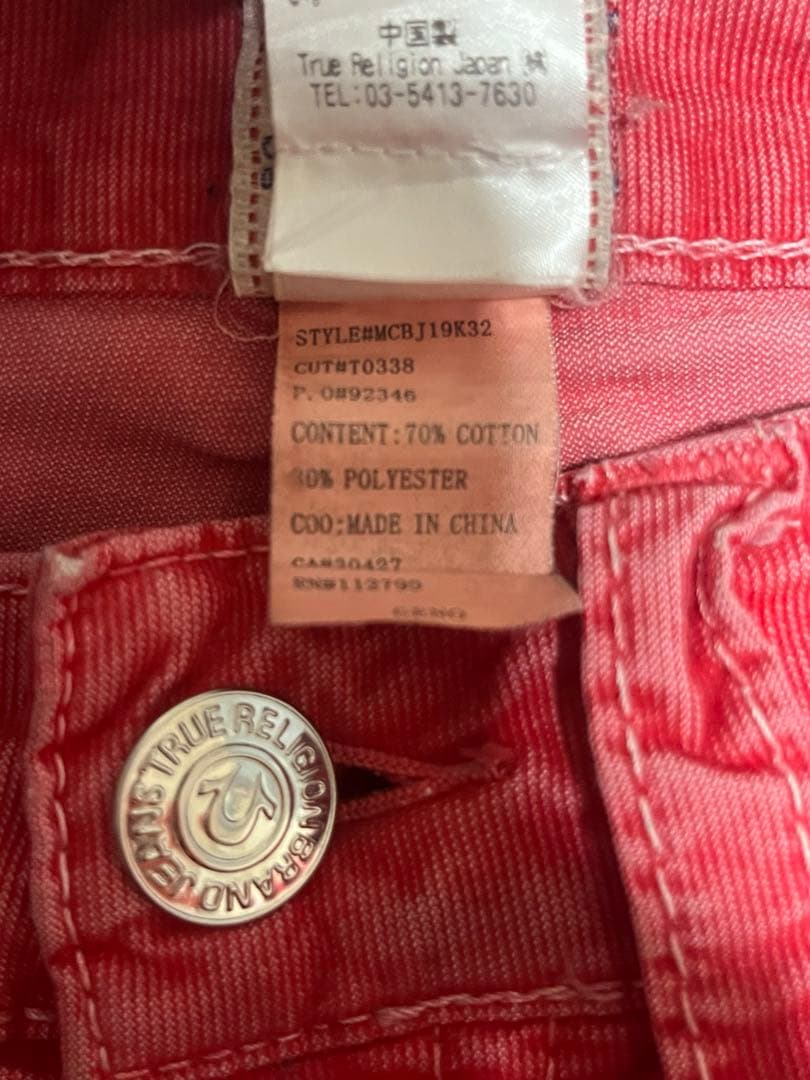 中国製
True Religion Japan
TEL:03-5413-7630
STYLE#MCBJ19K32
CUT#T0338
P.O#92346
CONTENT:70% COTTON
30% POLYESTER
COO:MADE IN CHINA
CA#30427
RN#112790
TRUE RELIGION BRAND JEANS